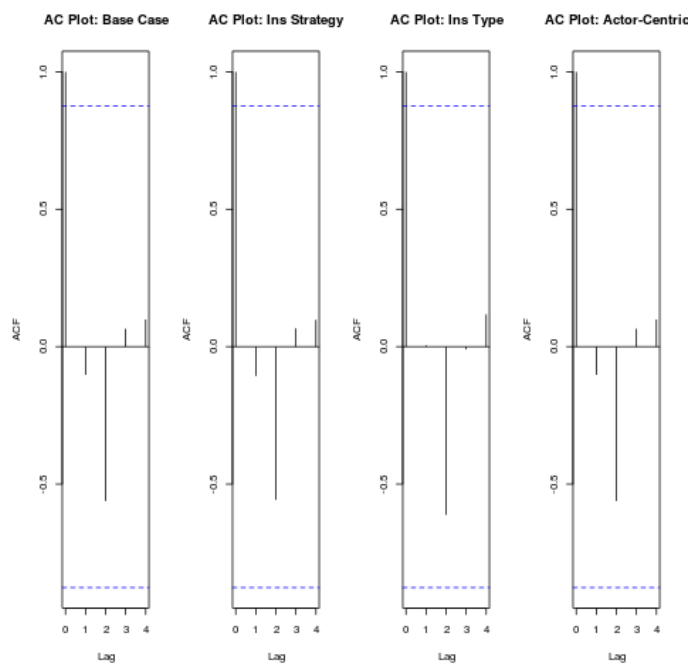 AC Plot: Base Case
AC Plot: Ins Strategy
AC Plot: Ins Type
AC Plot: Actor-Centric
ACF
1.0
0.5
0.0
-0.5
0 1 2 3 4
Lag
ACF
1.0
0.5
0.0
-0.5
0 1 2 3 4
Lag
ACF
1.0
0.5
0.0
-0.5
0 1 2 3 4
Lag
ACF
1.0
0.5
0.0
-0.5
0 1 2 3 4
Lag